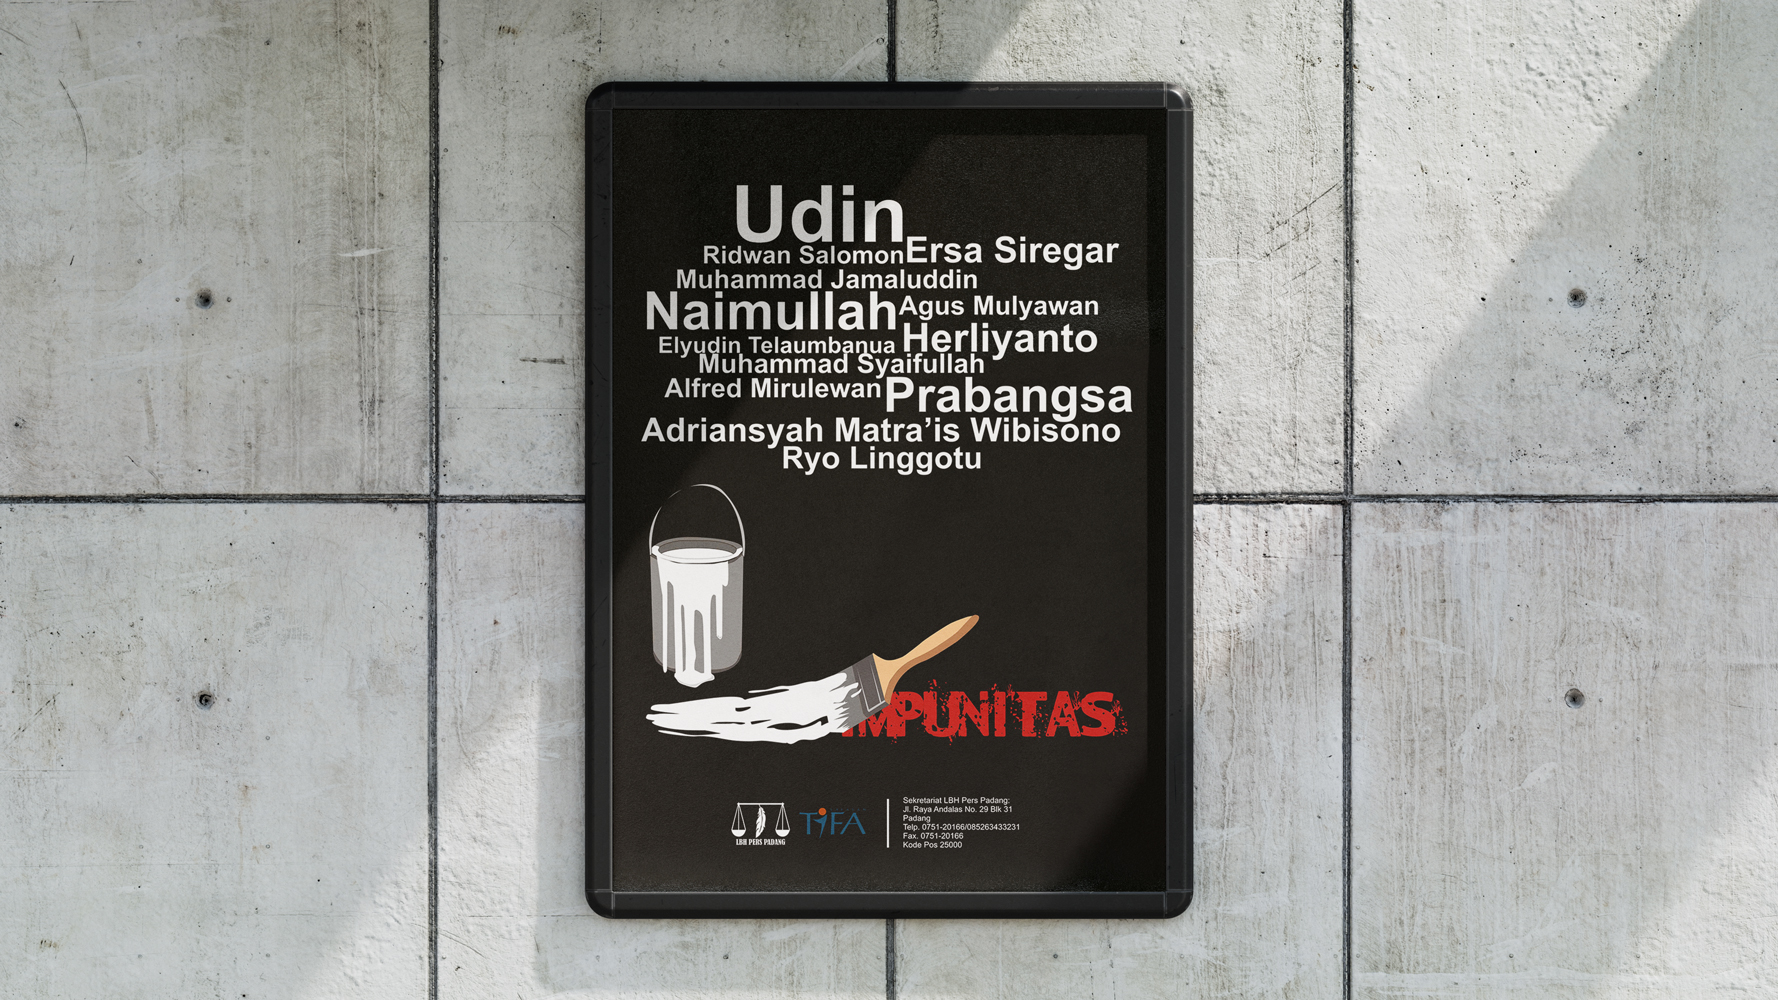 Udin
Ridwan Salomon Ersa Siregar
Muhammad Jamaluddin
Naimullah Agus Mulyawan
Elyudin Telaumbanua Herliyanto
Muhammad Syaifullah
Alfred Mirulewan Prabangsa
Adriansyah Matra’is Wibisono
Ryo Linggotu
IMPUNITAS
LBH PERS PADANG
TiFA
Sekretariat LBH Pers Padang:
Jl. Raya Andalas No. 29 Blk 31
Padang
Telp. 0751-20166/085263433231
Fax. 0751-20166
Kode Pos 25000